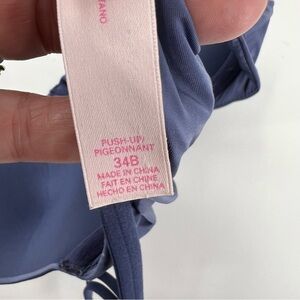 PUSH-UP/
PIGEONNANT
34B
MADE IN CHINA
FAIT EN CHINE
HECHO EN CHINA